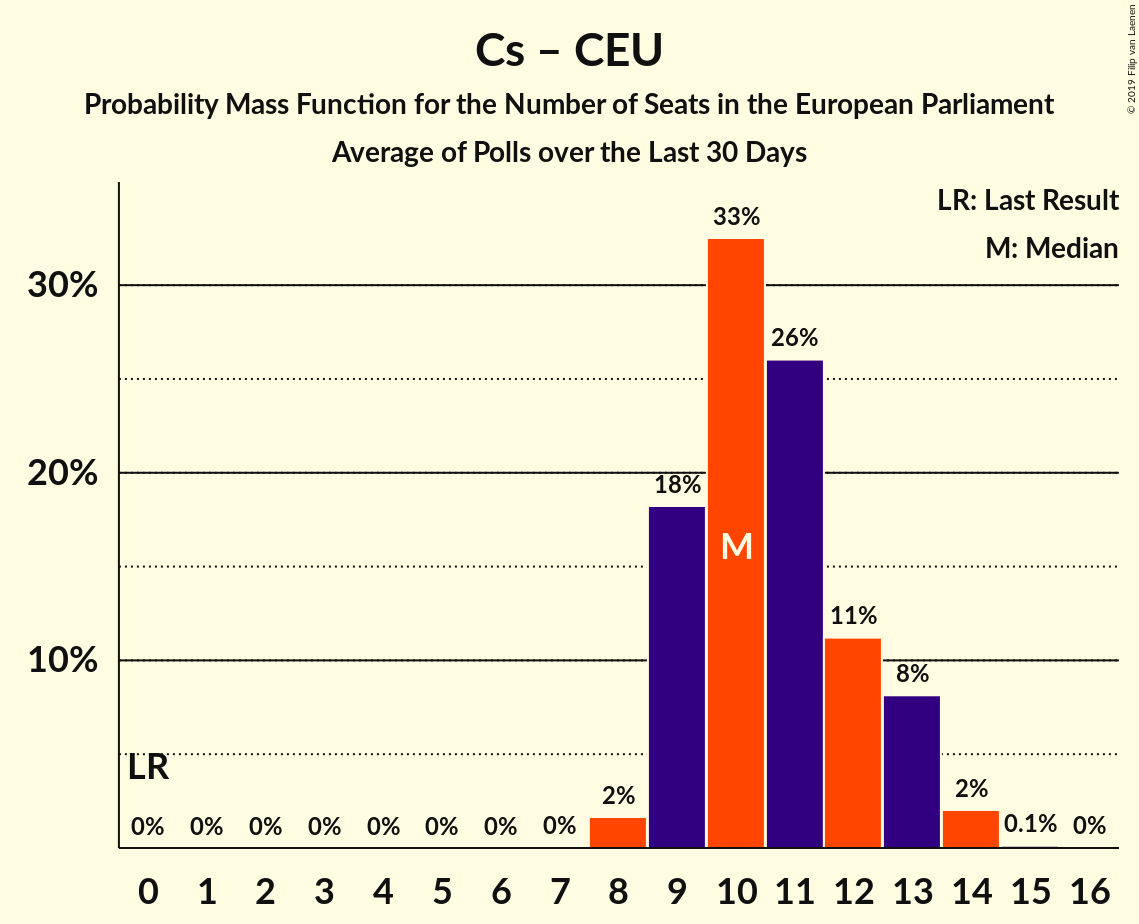 Cs – CEU
Probability Mass Function for the Number of Seats in the European Parliament
Average of Polls over the Last 30 Days
© 2019 Filip van Laenen
LR: Last Result
M: Median
30%
20%
10%
LR
0% 0% 0% 0% 0% 0% 0% 0% 2% 18% 33% 26% 11% 8% 2% 0.1% 0%
M
0 1 2 3 4 5 6 7 8 9 10 11 12 13 14 15 16